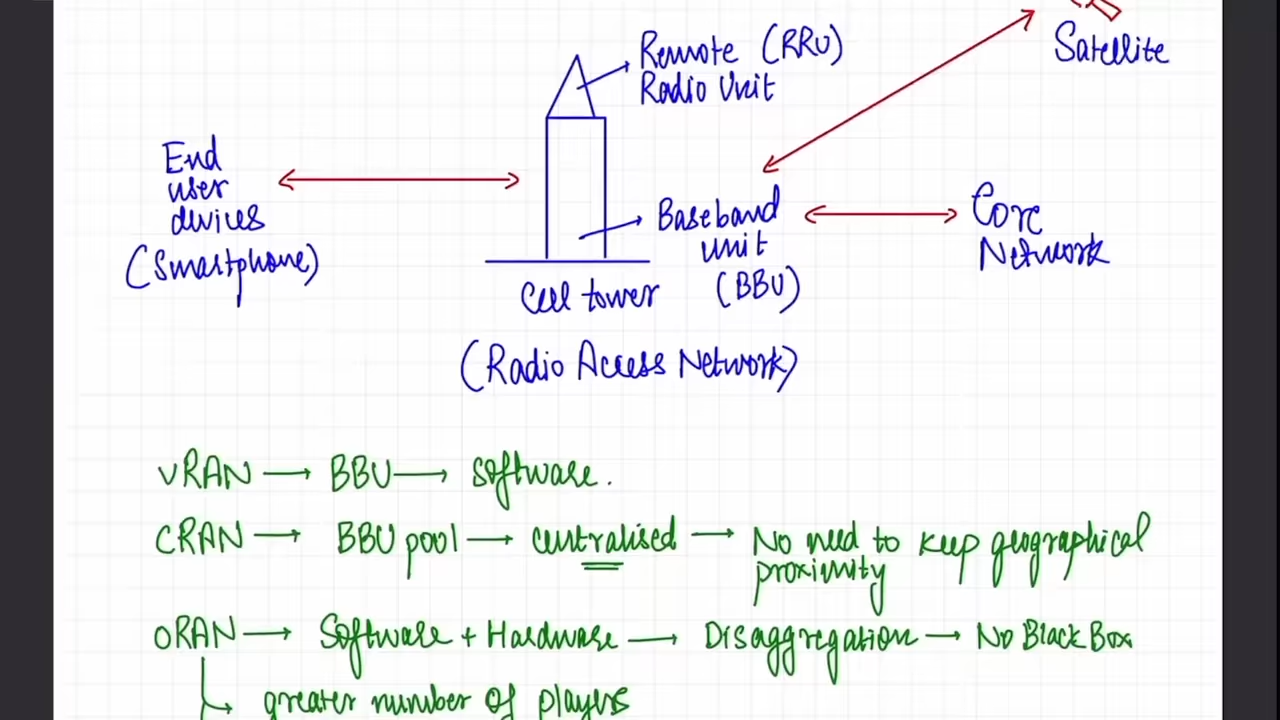 Remote (RRU)
Radio Unit
Satellite
End
user
devices
(Smartphone)
Baseband
unit
(BBU)
Core
Network
Cell tower
(Radio Access Network)
vRAN → BBU → software.
CRAN → BBU pool → centralised → No need to keep geographical
proximity
ORAN → Software + Hardware → Disaggregation → No Black Box
↳ greater number of players